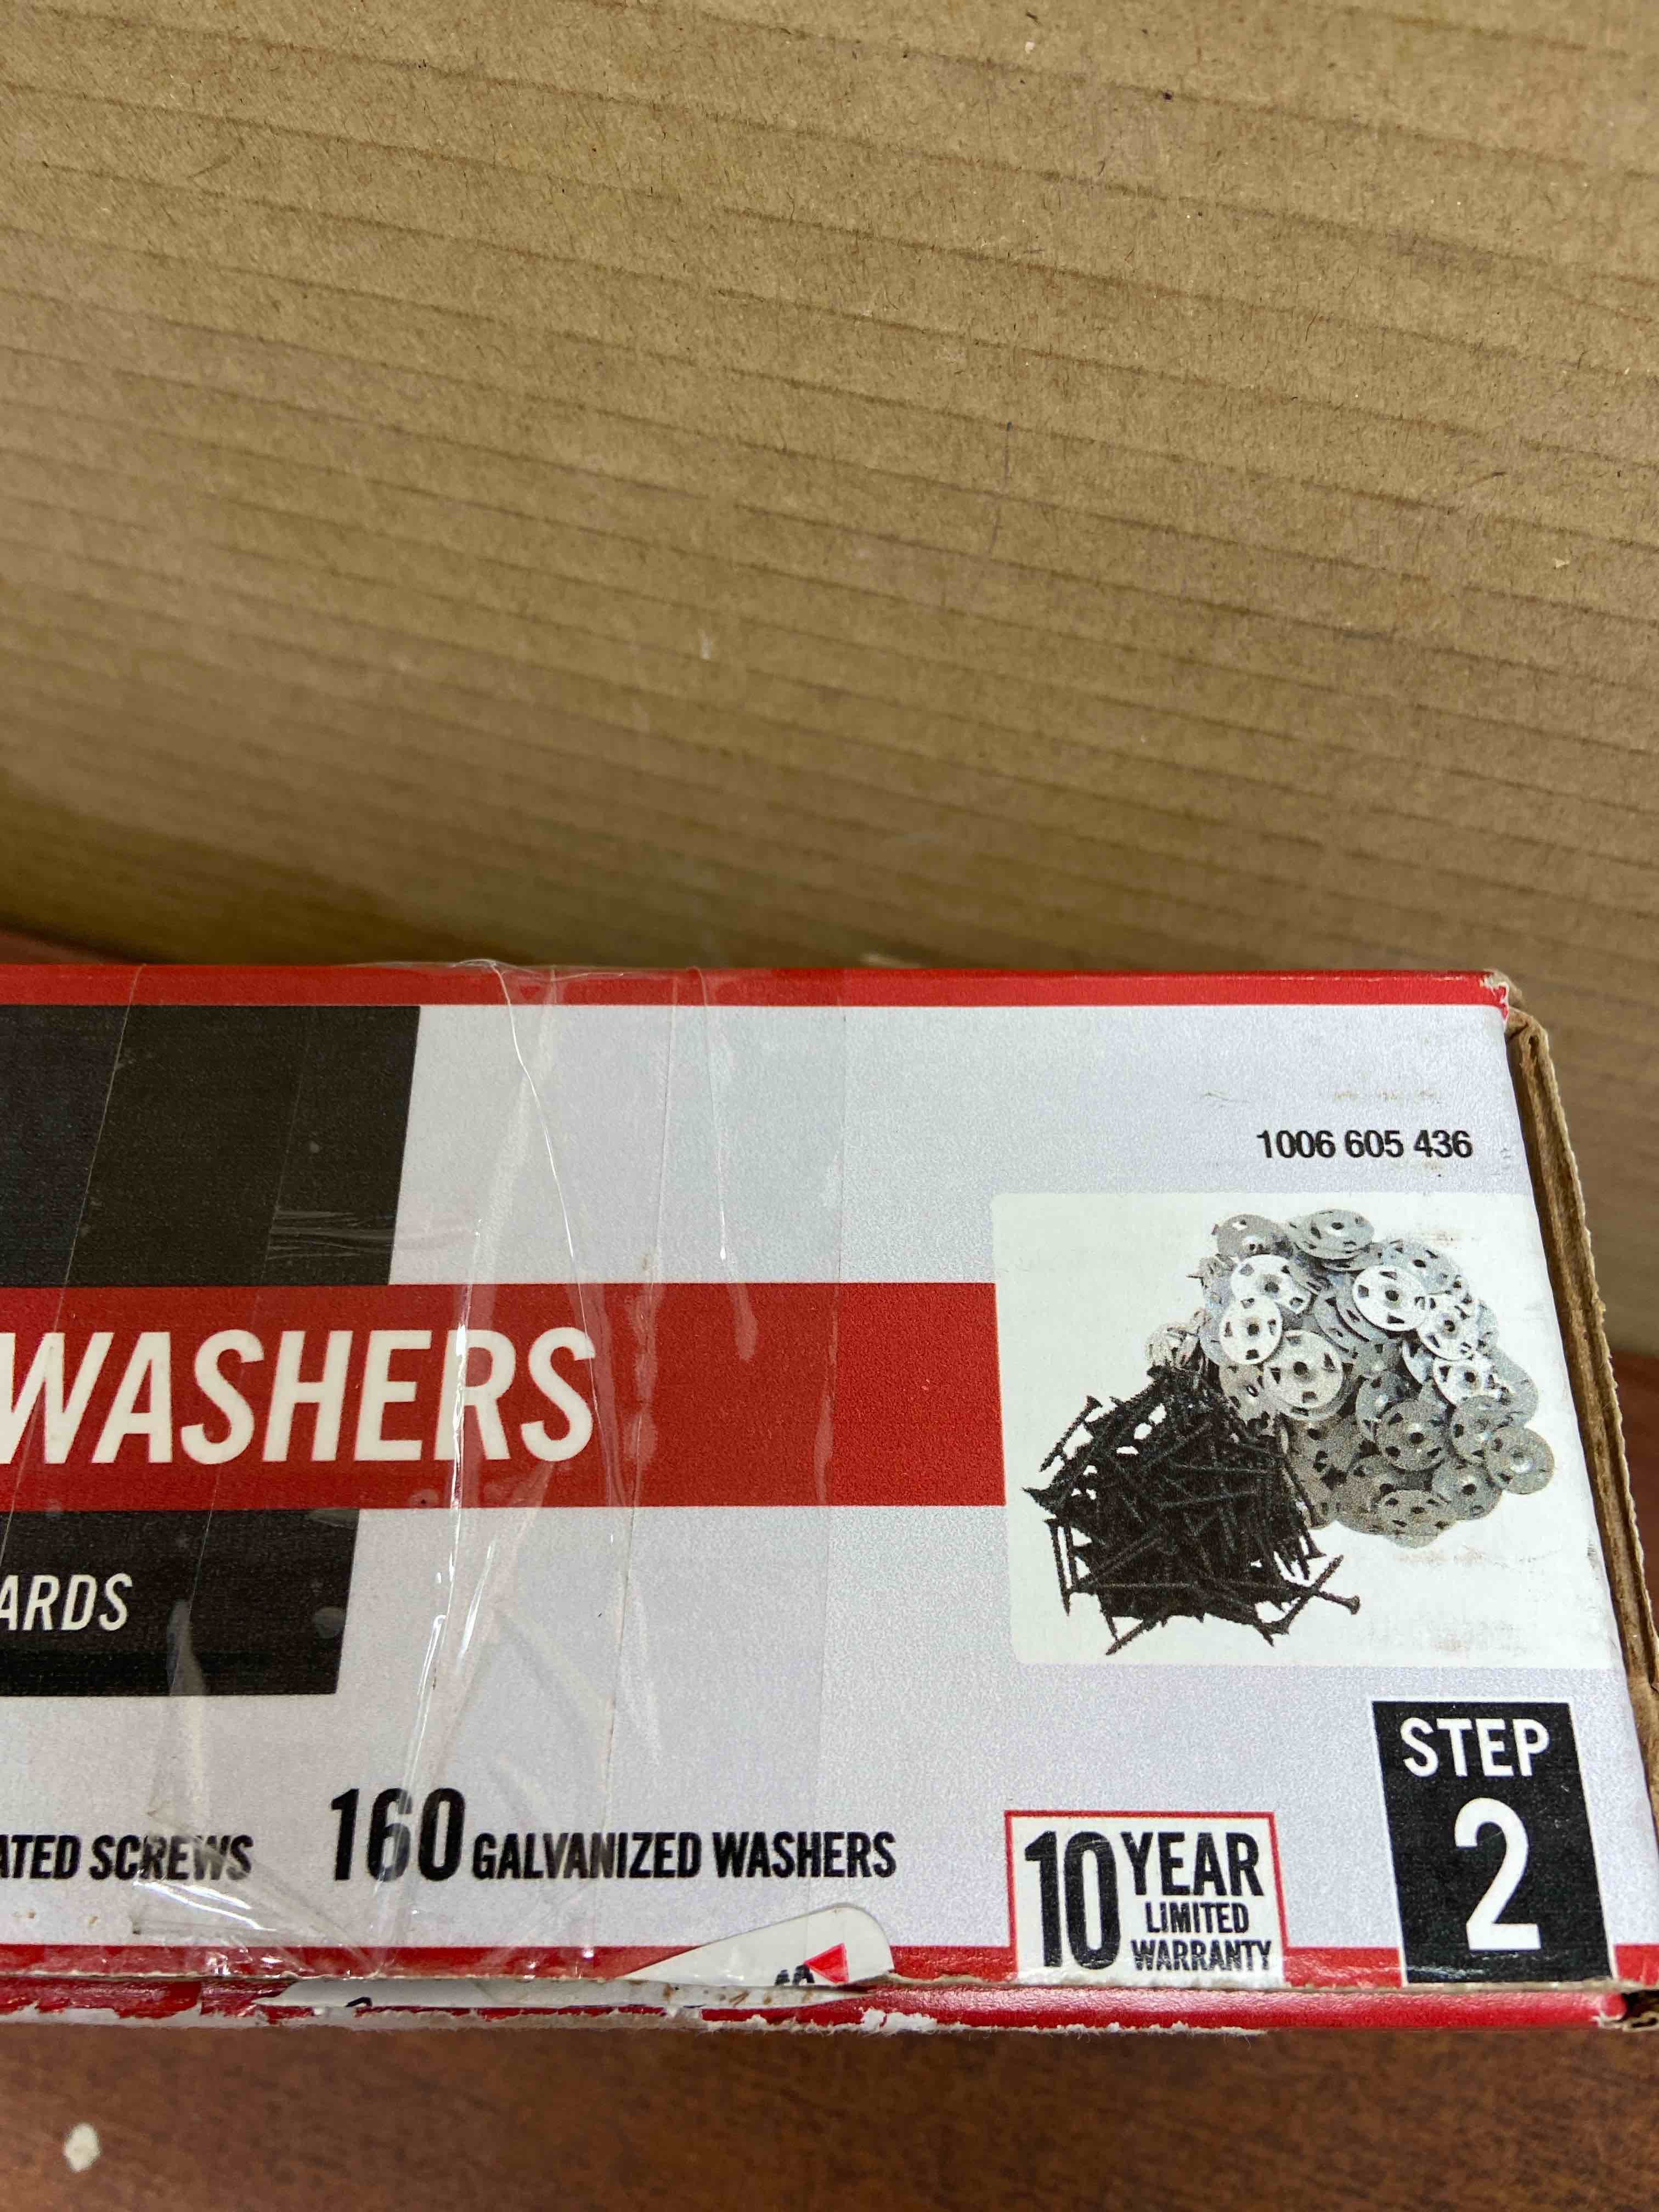 1006 605 436
WASHERS
ARDS
ATED SCREWS 160 GALVANIZED WASHERS
10 YEAR
LIMITED
WARRANTY
STEP
2